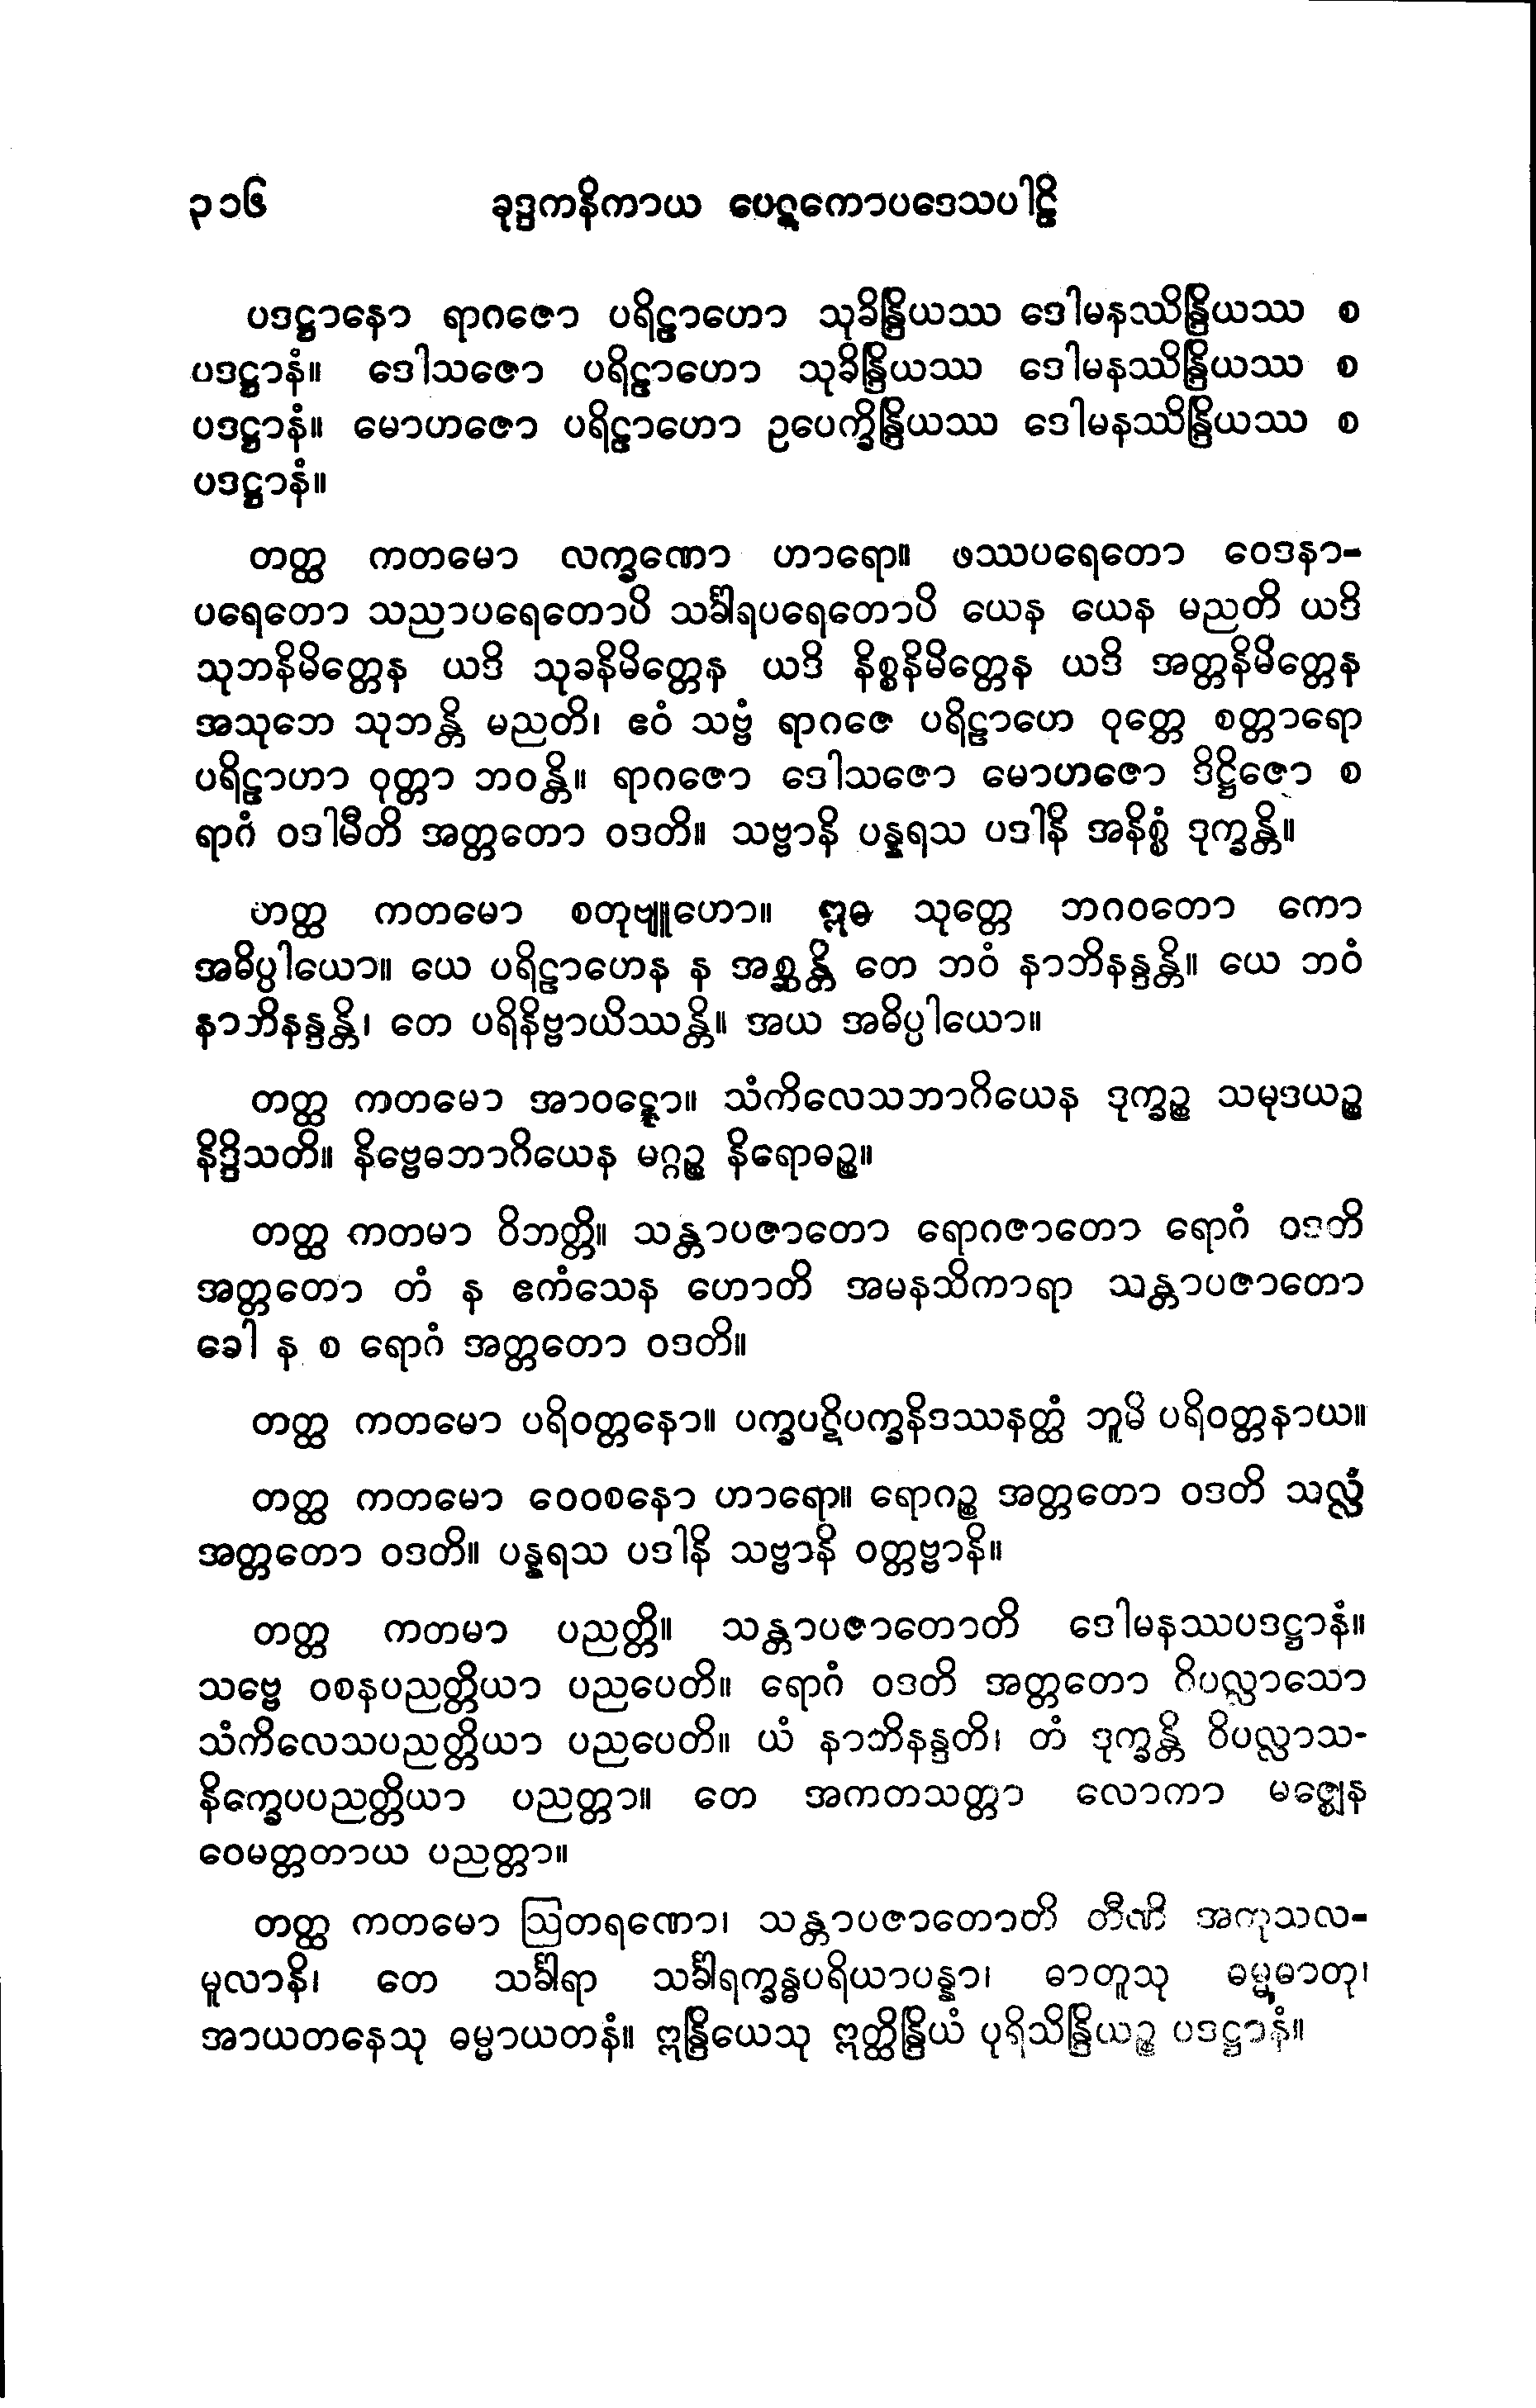 ၃၁၆ ခုဒ္ဒကနိကာယ ပေဋကောပဒေသပါဠိ
ပဒဋ္ဌာနော ရာဂဇော ပရိဠာဟော သုခိန္ဒြိယဿ ဒေါမနဿိန္ဒြိယဿ စ
ပဒဋ္ဌာနံ။ ဒေါသဇော ပရိဠာဟော သုခိန္ဒြိယဿ ဒေါမနဿိန္ဒြိယဿ စ
ပဒဋ္ဌာနံ။ မောဟဇော ပရိဠာဟော ဥပေက္ခိန္ဒြိယဿ ဒေါမနဿိန္ဒြိယဿ စ
ပဒဋ္ဌာနံ။
တတ္ထ ကတမော လက္ခဏော ဟာရော။ ဖဿပရေတော ဝေဒနာ-
ပရေတော သညာပရေတောပိ သင်္ခါရပရေတောပိ ယေန ယေန မညတိ ယဒိ
သုဘနိမိတ္တေန ယဒိ သုခနိမိတ္တေန ယဒိ နိစ္စနိမိတ္တေန ယဒိ အတ္တနိမိတ္တေန
အသုဘေ သုဘန္တိ မညတိ၊ ဧဝံ သဗ္ဗံ ရာဂဇေ ပရိဠာဟေ ဝုတ္တေ စတ္တာရော
ပရိဠာဟာ ဝုတ္တာ ဘဝန္တိ။ ရာဂဇော ဒေါသဇော မောဟဇော ဒိဋ္ဌိဇော စ
ရာဂံ ဝဒါမီတိ အတ္တတော ဝဒတိ။ သဗ္ဗာနိ ပန္နရသ ပဒါနိ အနိစ္စံ ဒုက္ခန္တိ။
တတ္ထ ကတမော စတုဗျူဟော။ ဣဓ သုတ္တေ ဘဂဝတော ကော
အဓိပ္ပါယော။ ယေ ပရိဠာဟေန န အစ္ဆန္တိ တေ ဘဝံ နာဘိနန္ဒန္တိ။ ယေ ဘဝံ
နာဘိနန္ဒန္တိ၊ တေ ပရိနိဗ္ဗာယိဿန္တိ။ အယ အဓိပ္ပါယော။
တတ္ထ ကတမော အာဝဋ္ဋော။ သံကိလေသဘာဂိယေန ဒုက္ခဉ္စ သမုဒယဉ္စ
နိဒ္ဒိသတိ။ နိဗ္ဗေဓဘာဂိယေန မဂ္ဂဉ္စ နိရောဓဉ္စ။
တတ္ထ ကတမာ ဝိဘတ္တိ။ သန္တာပဇာတော ရောဂဇာတော ရောဂံ ဝဒတိ
အတ္တတော တံ န ဧကံသေန ဟောတိ အမနသိကာရာ သန္တာပဇာတော
ခေါ န စ ရောဂံ အတ္တတော ဝဒတိ။
တတ္ထ ကတမော ပရိဝတ္တနော။ ပက္ခပဋိပက္ခနိဒဿနတ္ထံ ဘူမိ ပရိဝတ္တနာယ။
တတ္ထ ကတမော ဝေဝစနော ဟာရော။ ရောဂဉ္စ အတ္တတော ဝဒတိ သလ္လံ
အတ္တတော ဝဒတိ။ ပန္နရသ ပဒါနိ သဗ္ဗာနိ ဝတ္တဗ္ဗာနိ။
တတ္ထ ကတမာ ပညတ္တိ။ သန္တာပဇာတောတိ ဒေါမနဿပဒဋ္ဌာနံ။
သဗ္ဗေ ဝစနပညတ္တိယာ ပညပေတိ။ ရောဂံ ဝဒတိ အတ္တတော ဝိပလ္လာသော
သံကိလေသပညတ္တိယာ ပညပေတိ။ ယံ နာဘိနန္ဒတိ၊ တံ ဒုက္ခန္တိ ဝိပလ္လာသ-
နိက္ခေပပညတ္တိယာ ပညတ္တာ။ တေ အကတသတ္တာ လောကာ မဇ္ဈေန
ဝေမတ္တတာယ ပညတ္တာ။
တတ္ထ ကတမော ဩတရဏော၊ သန္တာပဇာတောတိ တီဏိ အကုသလ-
မူလာနိ၊ တေ သင်္ခါရာ သင်္ခါရက္ခန္ဓပရိယာပန္နာ၊ ဓာတူသု ဓမ္မဓာတု၊
အာယတနေသု ဓမ္မာယတနံ။ ဣန္ဒြိယေသု ဣတ္ထိန္ဒြိယံ ပုရိသိန္ဒြိယဉ္စ ပဒဋ္ဌာနံ။